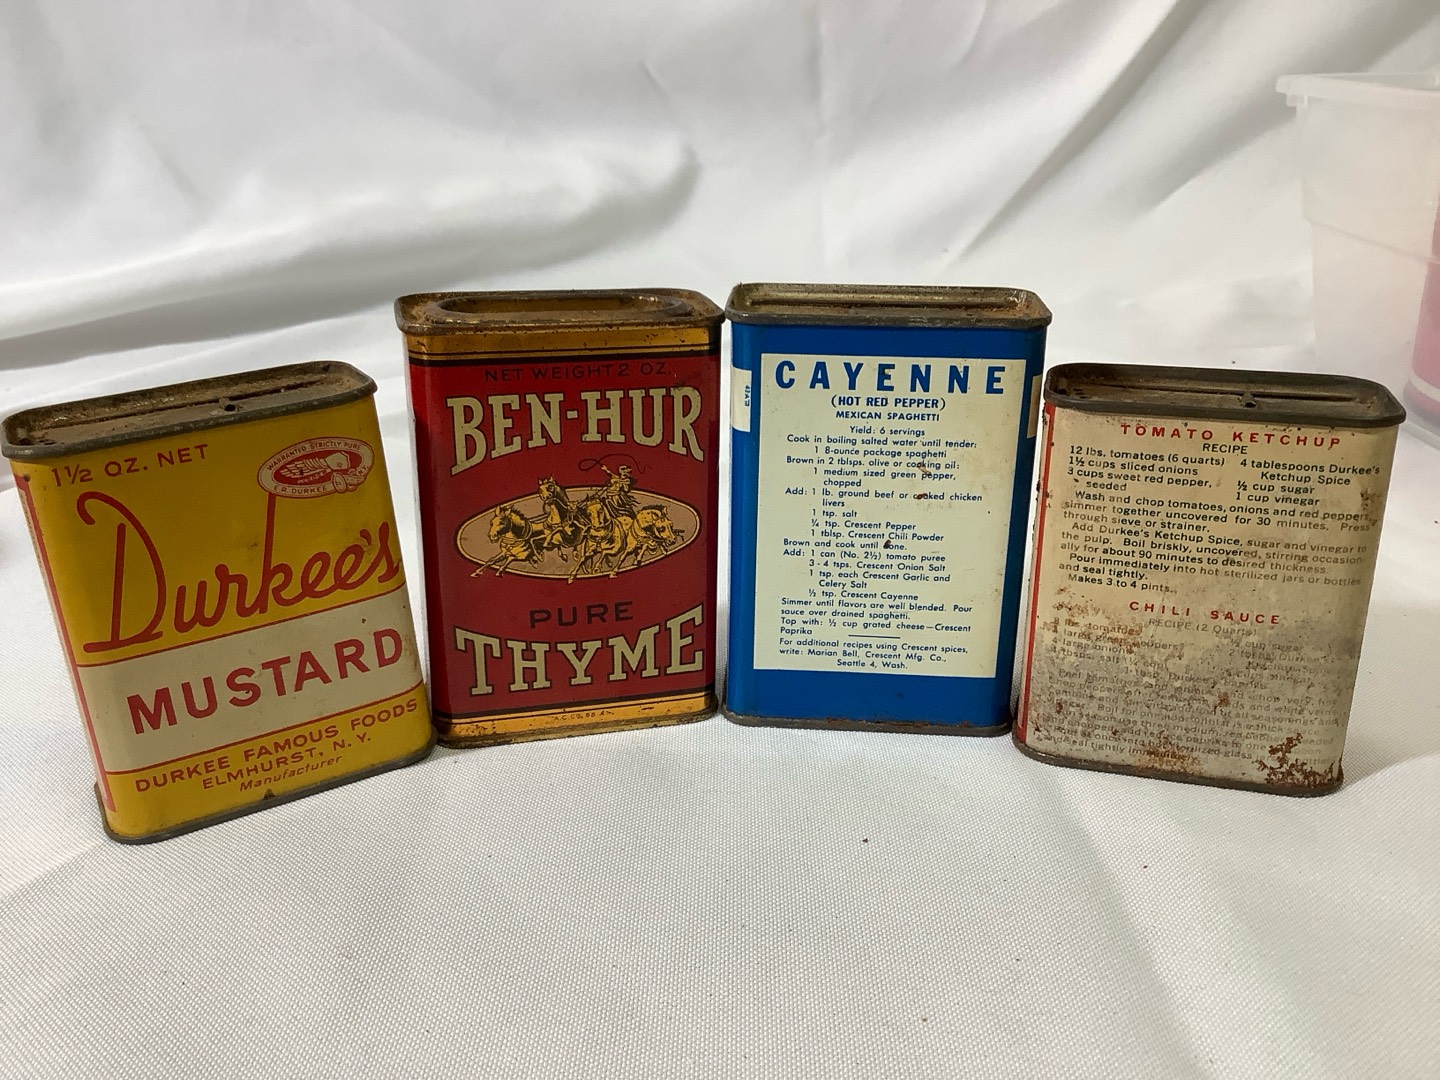 1½ OZ. NET
WARRANTED STRICTLY PURE
E.R. DURKEE
Durkee's
MUSTARD
DURKEE FAMOUS FOODS
ELMHURST, N.Y.
Manufacturer
NET WEIGHT 2 OZ.
BEN-HUR
PURE
THYME
CAYENNE
(HOT RED PEPPER)
MEXICAN SPAGHETTI
Yield: 6 servings
Cook in boiling salted water until tender:
1 8-ounce package spaghetti
Brown in 2 tblsps. olive or cooking oil:
1 medium sized green pepper,
chopped
Add: 1 lb. ground beef or cooked chicken
livers
1 tsp. salt
¼ tsp. Crescent Pepper
1 tblsp. Crescent Chili Powder
Brown and cook until done.
Add: 1 can (No. 2½) tomato puree
3 - 4 tsps. Crescent Onion Salt
1 tsp. each Crescent Garlic and
Celery Salt
½ tsp. Crescent Cayenne
Simmer until flavors are well blended. Pour
sauce over drained spaghetti.
Top with: ½ cup grated cheese—Crescent
Paprika
For additional recipes using Crescent spices,
write: Marian Bell, Crescent Mfg. Co.,
Seattle 4, Wash.
TOMATO KETCHUP
RECIPE
12 lbs. tomatoes (6 quarts) 4 tablespoons Durkee's
1½ cups sliced onions Ketchup Spice
3 cups sweet red pepper, ½ cup sugar
seeded 1 cup vinegar
Wash and chop tomatoes, onions and red peppers,
simmer together uncovered for 30 minutes. Press
through sieve or strainer.
Add Durkee's Ketchup Spice, sugar and vinegar to
the pulp. Boil briskly, uncovered, stirring occasion-
ally for about 90 minutes to desired thickness.
Pour immediately into hot sterilized jars or bottles
and seal tightly.
Makes 3 to 4 pints.
CHILI SAUCE
RECIPE (2 Quarts)
lbs. tomatoes